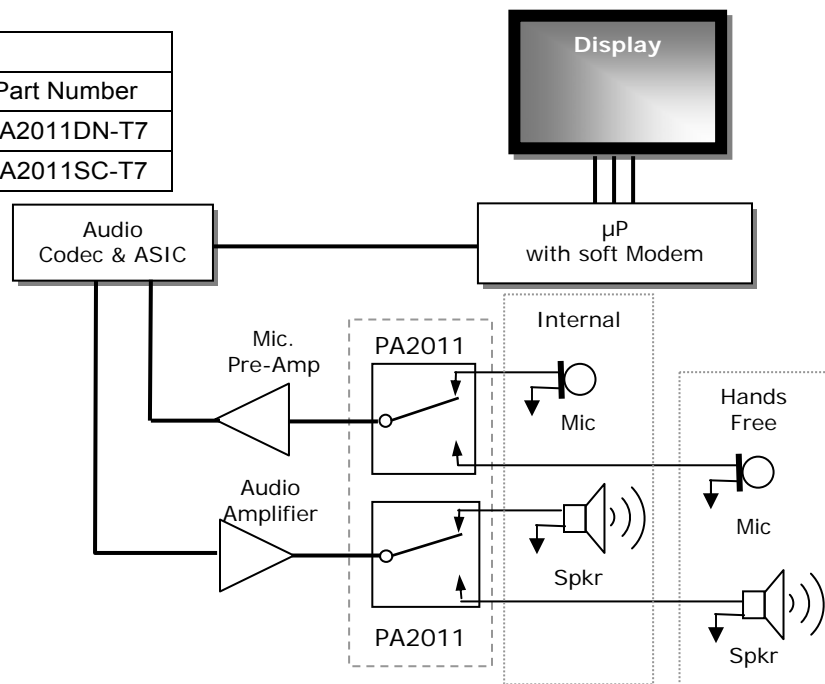 Part Number
A2011DN-T7
A2011SC-T7
Display
Audio
Codec & ASIC
µP
with soft Modem
Internal
Mic.
Pre-Amp
PA2011
Mic
Hands
Free
Mic
Audio
Amplifier
Spkr
PA2011
Spkr